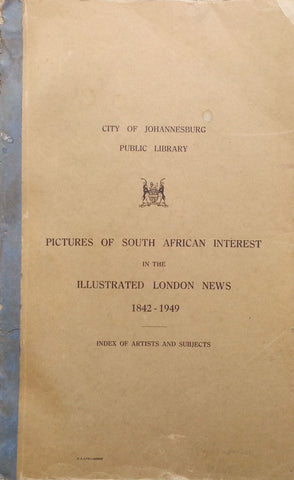 CITY OF JOHANNESBURG
PUBLIC LIBRARY
PICTURES OF SOUTH AFRICAN INTEREST
IN THE
ILLUSTRATED LONDON NEWS
1842 - 1949
INDEX OF ARTISTS AND SUBJECTS